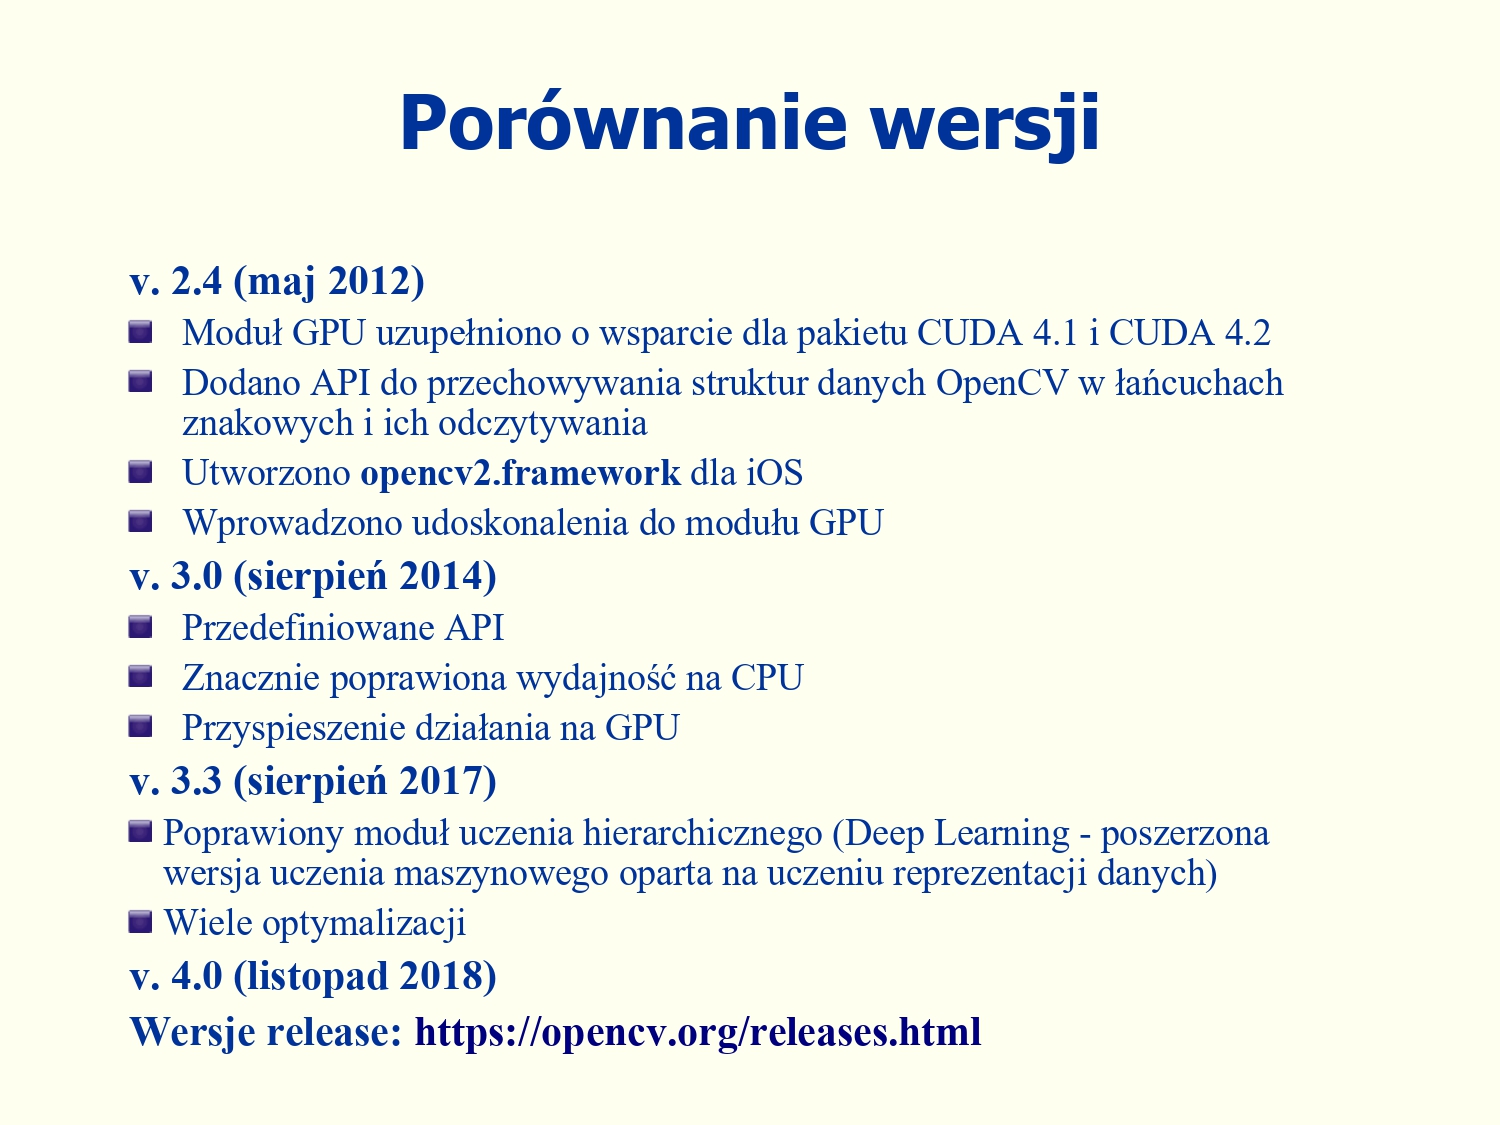 Porównanie wersji
v. 2.4 (maj 2012)
Moduł GPU uzupełniono o wsparcie dla pakietu CUDA 4.1 i CUDA 4.2
Dodano API do przechowywania struktur danych OpenCV w łańcuchach
znakowych i ich odczytywania
Utworzono opencv2.framework dla iOS
Wprowadzono udoskonalenia do modułu GPU
v. 3.0 (sierpień 2014)
Przedefiniowane API
Znacznie poprawiona wydajność na CPU
Przyspieszenie działania na GPU
v. 3.3 (sierpień 2017)
Poprawiony moduł uczenia hierarchicznego (Deep Learning - poszerzona
wersja uczenia maszynowego oparta na uczeniu reprezentacji danych)
Wiele optymalizacji
v. 4.0 (listopad 2018)
Wersje release: https://opencv.org/releases.html